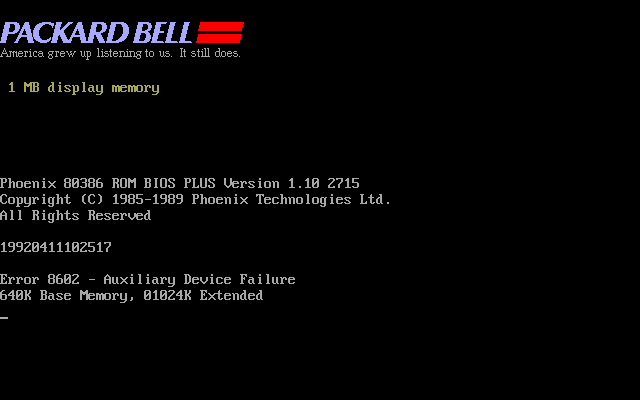 PACKARD BELL
America grew up listening to us. It still does.
1 MB display memory
Phoenix 80386 ROM BIOS PLUS Version 1.10 2715
Copyright (C) 1985-1989 Phoenix Technologies Ltd.
All Rights Reserved
19920411102517
Error 8602 - Auxiliary Device Failure
640K Base Memory, 01024K Extended